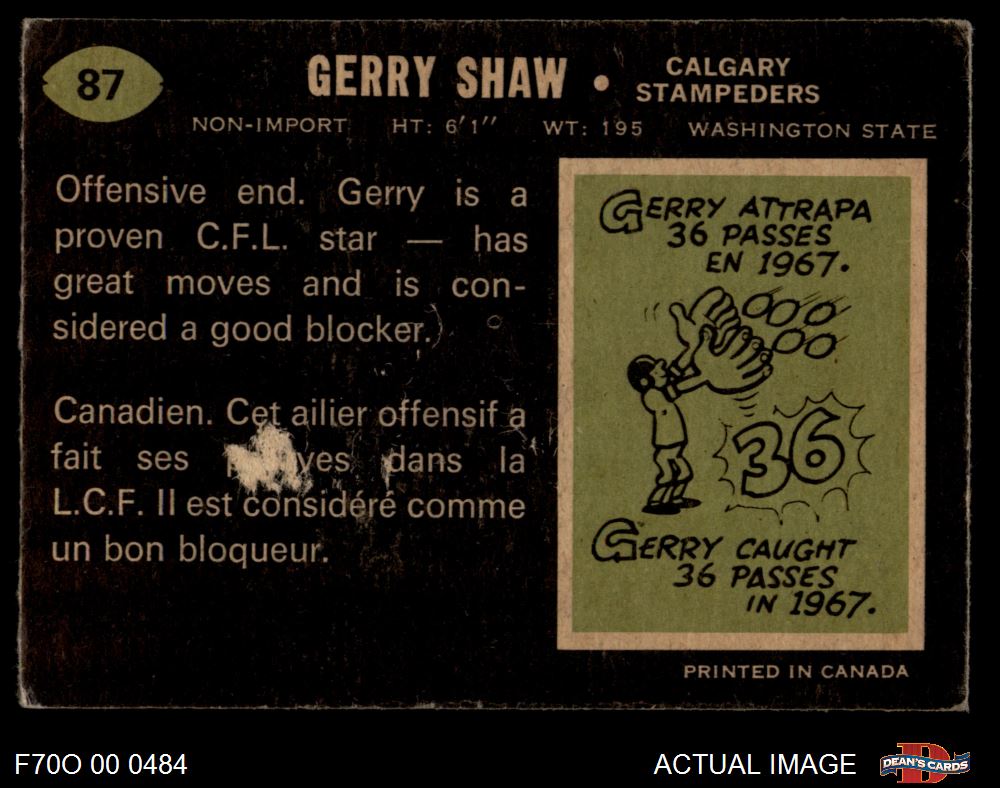 87
GERRY SHAW • CALGARY STAMPEDERS
NON-IMPORT HT: 6'1'' WT: 195 WASHINGTON STATE
Offensive end. Gerry is a
proven C.F.L. star — has
great moves and is con-
sidered a good blocker.
Canadien. Cet ailier offensif a
fait ses dans la
L.C.F. Il est considéré comme
un bon bloqueur.
GERRY ATTRAPA
36 PASSES
EN 1967.
36
GERRY CAUGHT
36 PASSES
IN 1967.
PRINTED IN CANADA
F70O 00 0484
ACTUAL IMAGE
D
DEAN'S CARDS